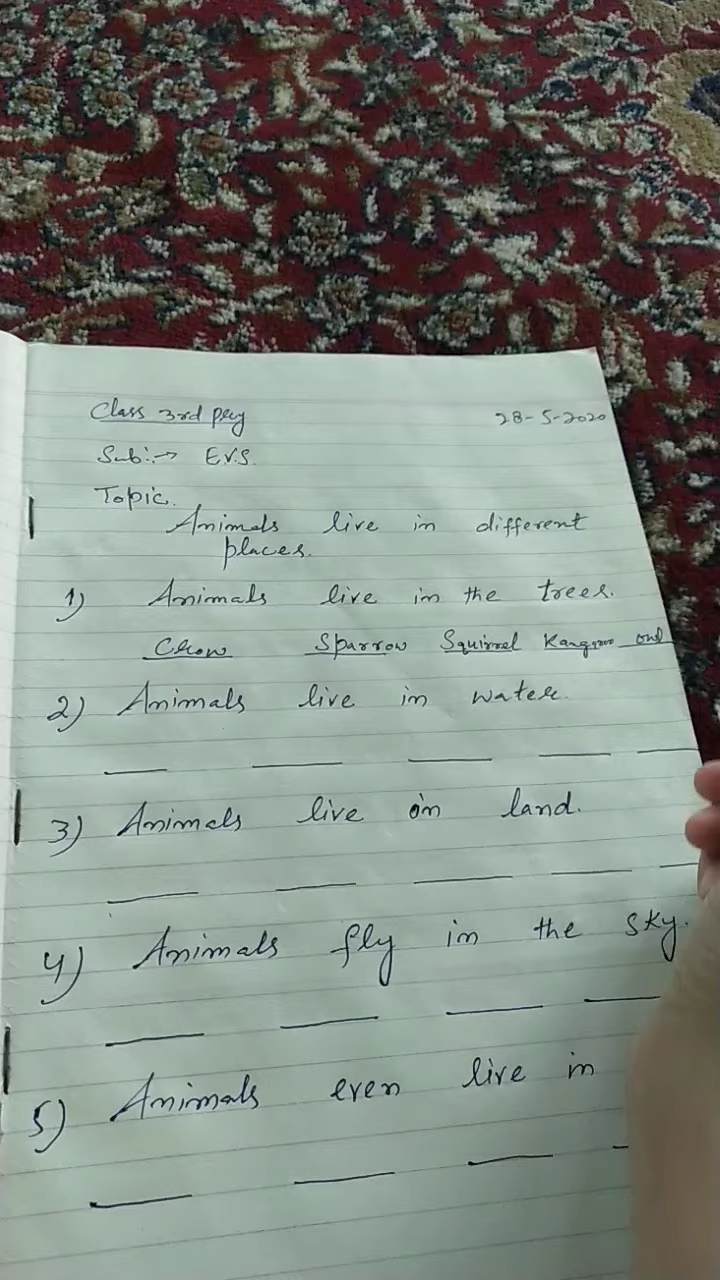 Class 3rd
28-5-2020
Sub:→ E.V.S.
Topic.
Animals live in different
places.
1) Animals live in the trees.
Crow Sparrow Squirrel Kangaroo owl
2) Animals live in water.
3) Animals live on land.
4) Animals fly in the sky.
5) Animals even live in